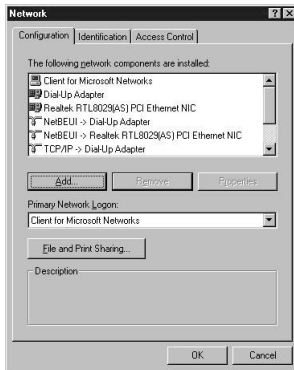 Network
Configuration Identification Access Control
The following network components are installed:
Client for Microsoft Networks
Dial-Up Adapter
Realtek RTL8029(AS) PCI Ethernet NIC
NetBEUI -> Dial-Up Adapter
NetBEUI -> Realtek RTL8029(AS) PCI Ethernet NIC
TCP/IP -> Dial-Up Adapter
Add... Remove Properties
Primary Network Logon:
Client for Microsoft Networks
File and Print Sharing...
Description
OK Cancel